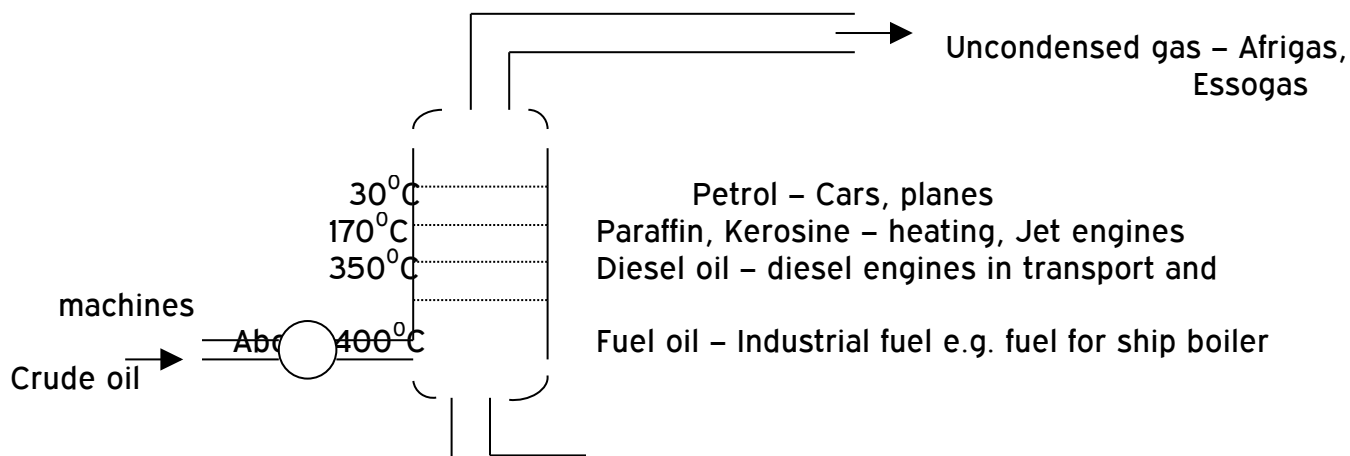 Uncondensed gas – Afrigas,
Essogas
30⁰C Petrol – Cars, planes
170⁰C Paraffin, Kerosine – heating, Jet engines
350⁰C Diesel oil – diesel engines in transport and
machines
400⁰C Fuel oil – Industrial fuel e.g. fuel for ship boiler
Crude oil